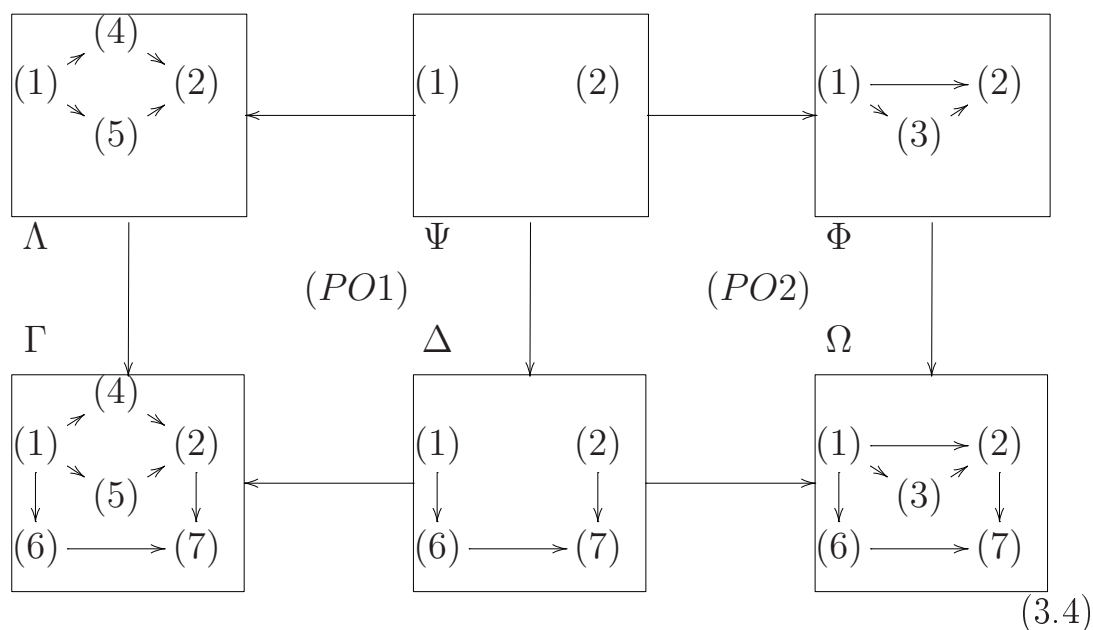 (4) (1) (2) (5)
(1) (2)
(1) (2) (3)
Λ Ψ Φ
(PO1) (PO2)
Γ Δ Ω
(4) (1) (2) (5) (6) (7)
(1) (2) (6) (7)
(1) (2) (3) (6) (7)
(3.4)